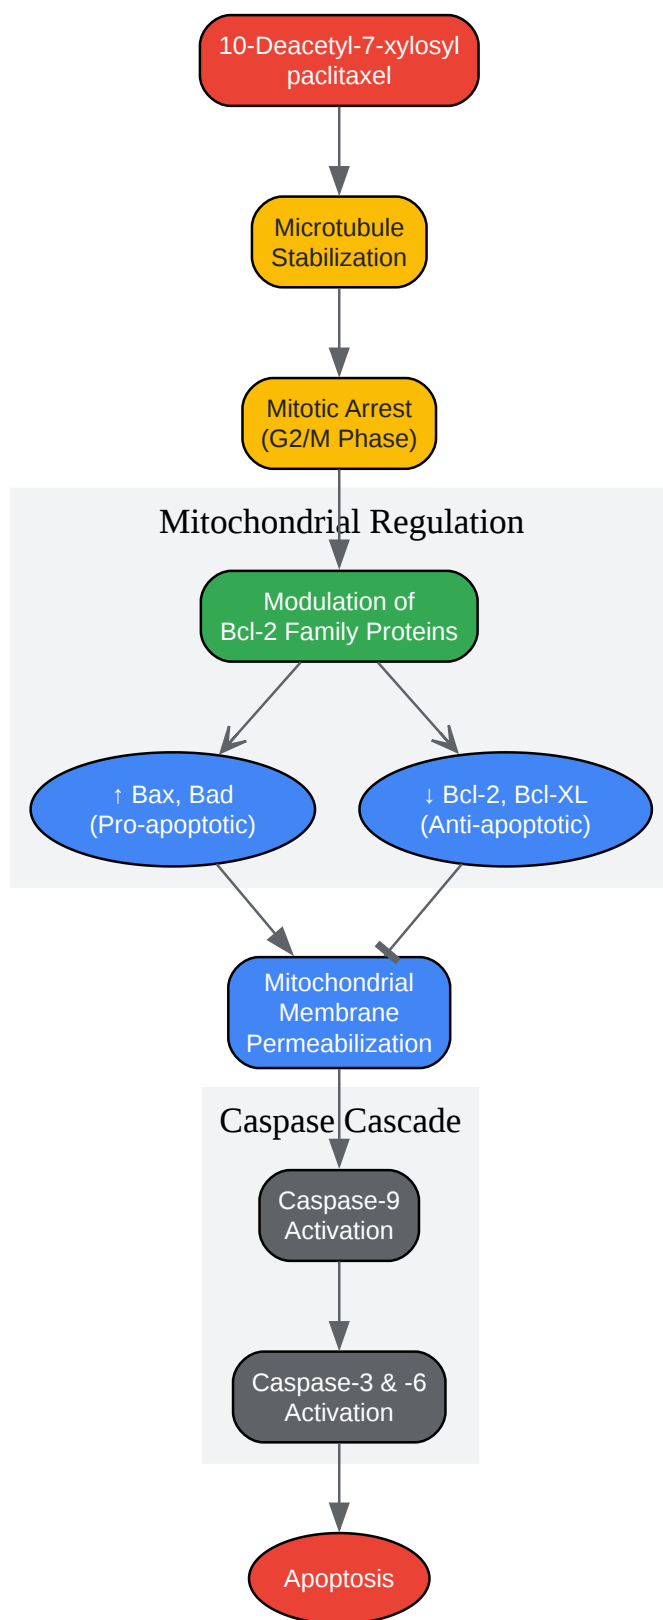 10-Deacetyl-7-xylosyl
paclitaxel
Microtubule
Stabilization
Mitotic Arrest
(G2/M Phase)
Mitochondrial Regulation
Modulation of
Bcl-2 Family Proteins
↑ Bax, Bad
(Pro-apoptotic)
↓ Bcl-2, Bcl-XL
(Anti-apoptotic)
Mitochondrial
Membrane
Permeabilization
Caspase Cascade
Caspase-9
Activation
Caspase-3 & -6
Activation
Apoptosis